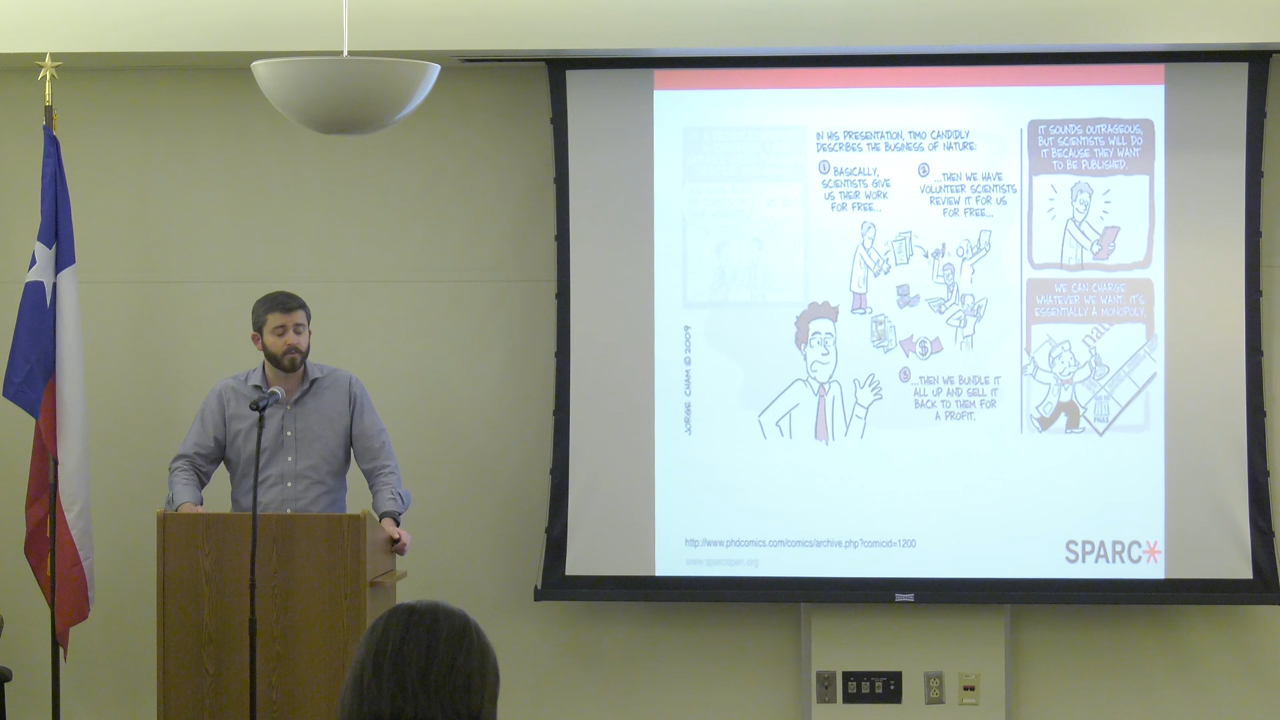 IN HIS PRESENTATION, TIMO CANDIDLY
DESCRIBES THE BUSINESS OF NATURE:
1
BASICALLY,
SCIENTISTS GIVE
US THEIR WORK
FOR FREE...
2
...THEN WE HAVE
VOLUNTEER SCIENTISTS
REVIEW IT FOR US
FOR FREE...
$
3
...THEN WE BUNDLE IT
ALL UP AND SELL IT
BACK TO THEM FOR
A PROFIT.
IT SOUNDS OUTRAGEOUS,
BUT SCIENTISTS WILL DO
IT BECAUSE THEY WANT
TO BE PUBLISHED.
WE CAN CHARGE
WHATEVER WE WANT. IT'S
ESSENTIALLY A MONOPOLY,
JORGE CHAM © 2009
http://www.phdcomics.com/comics/archive.php?comicid=1200
www.sparcopen.org
SPARC*